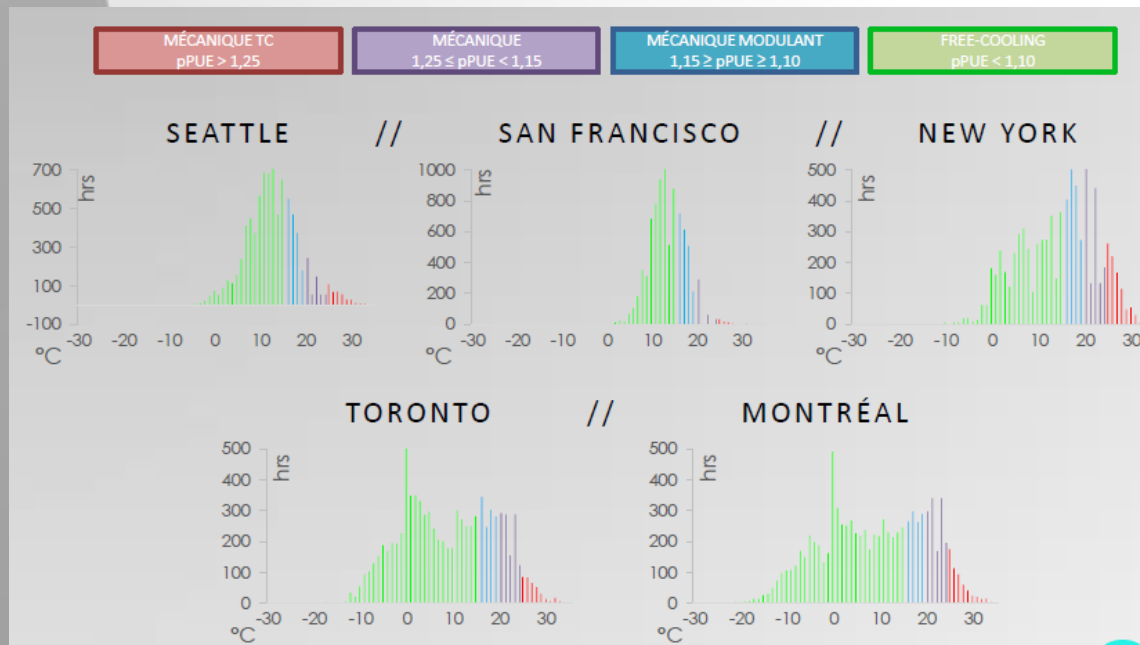 MÉCANIQUE TC
pPUE > 1,25
MÉCANIQUE
1,25 ≤ pPUE < 1,15
MÉCANIQUE MODULANT
1,15 ≥ pPUE ≥ 1,10
FREE-COOLING
pPUE < 1,10
SEATTLE // SAN FRANCISCO // NEW YORK
700
500
300
100
-100
hrs
°C
-30 -20 -10 0 10 20 30
1000
800
600
400
200
0
hrs
°C
-30 -20 -10 0 10 20 30
500
400
300
200
100
0
hrs
°C
-30 -20 -10 0 10 20 30
TORONTO // MONTRÉAL
500
400
300
200
100
0
hrs
°C
-30 -20 -10 0 10 20 30
500
400
300
200
100
0
hrs
°C
-30 -20 -10 0 10 20 30